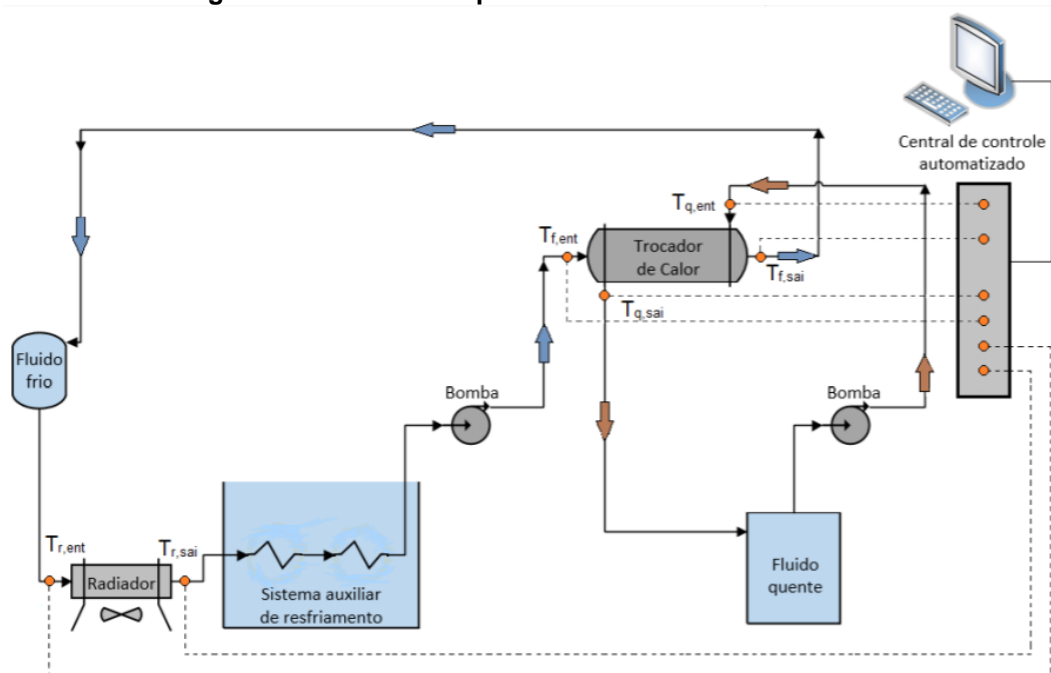 Central de controle
automatizado
Tq,ent
Tf,ent
Trocador
de Calor
Tf,sai
Tq,sai
Fluido
frio
Bomba
Bomba
Tr,ent
Tr,sai
Radiador
Sistema auxiliar
de resfriamento
Fluido
quente